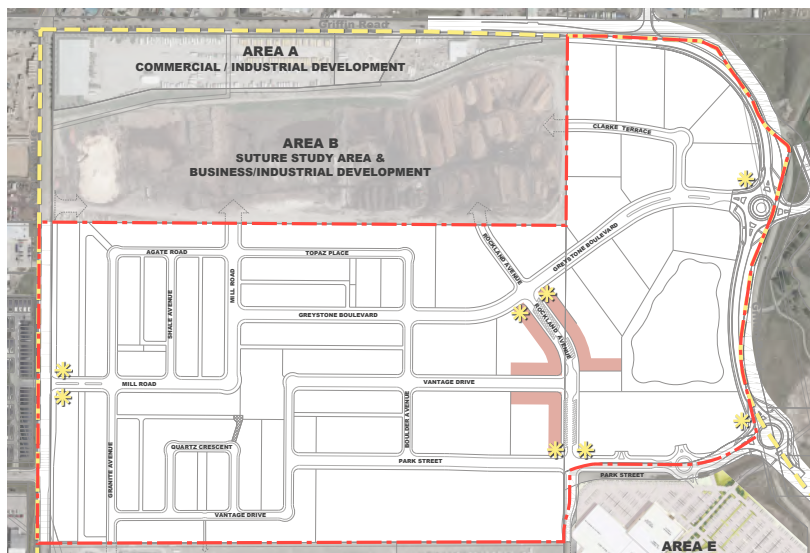 Griffin Road
AREA A
COMMERCIAL / INDUSTRIAL DEVELOPMENT
AREA B
SUTURE STUDY AREA &
BUSINESS/INDUSTRIAL DEVELOPMENT
CLARKE TERRACE
GREYSTONE BOULEVARD
ROCKLAND AVENUE
AGATE ROAD
TOPAZ PLACE
SHALE AVENUE
MILL ROAD
GREYSTONE BOULEVARD
ROCKLAND AVENUE
MILL ROAD
VANTAGE DRIVE
BOULDER AVENUE
QUARTZ CRESCENT
GRANITE AVENUE
PARK STREET
PARK STREET
VANTAGE DRIVE
AREA E